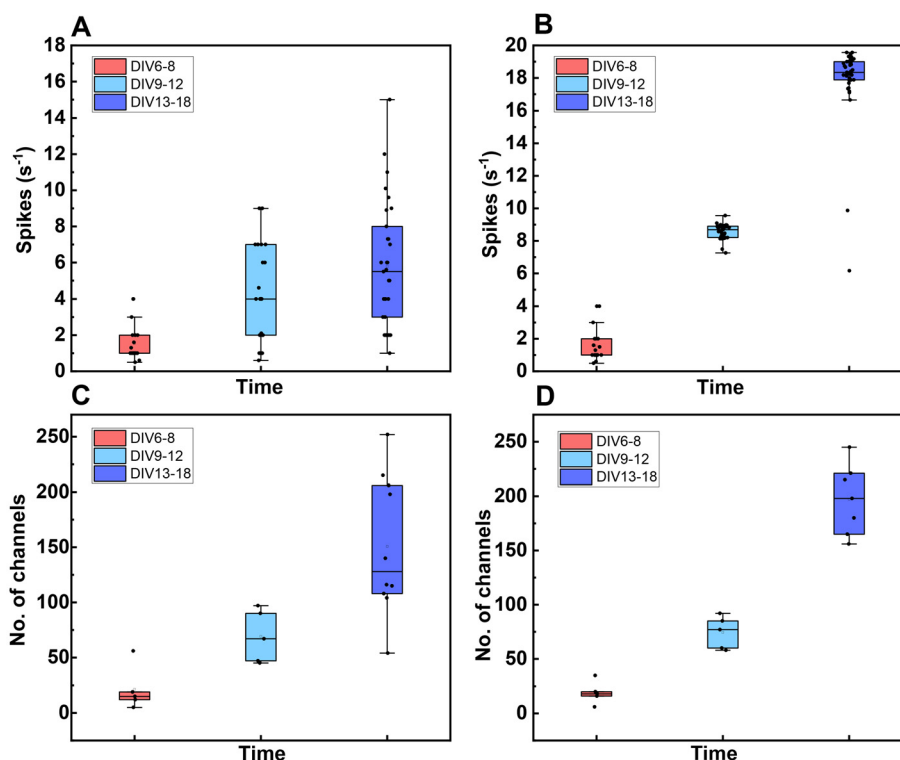 A
18
16
14
12
10
8
6
4
2
0
Spikes (s⁻¹)
DIV6-8
DIV9-12
DIV13-18
Time
B
20
18
16
14
12
10
8
6
4
2
0
Spikes (s⁻¹)
DIV6-8
DIV9-12
DIV13-18
Time
C
250
200
150
100
50
0
No. of channels
DIV6-8
DIV9-12
DIV13-18
Time
D
250
200
150
100
50
0
No. of channels
DIV6-8
DIV9-12
DIV13-18
Time